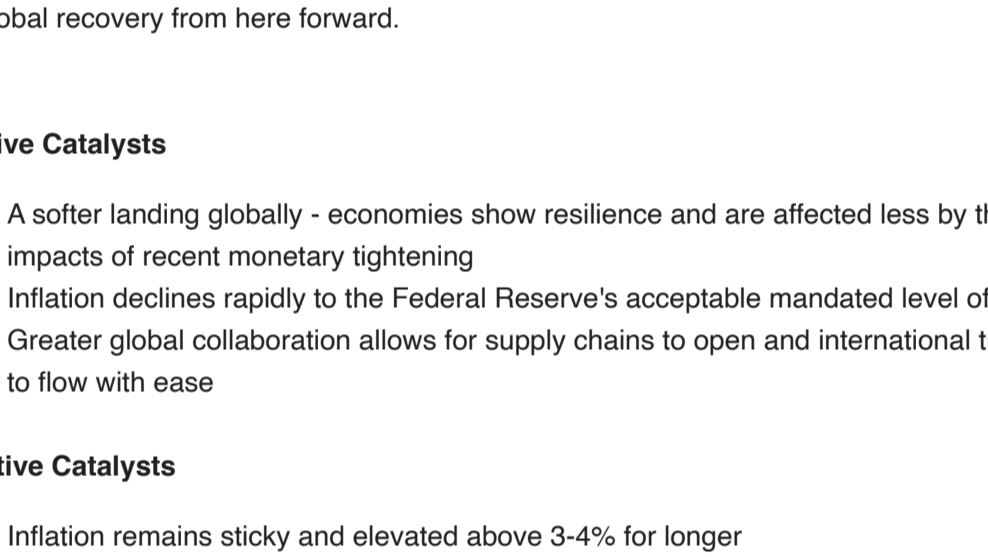 obal recovery from here forward.
ive Catalysts
A softer landing globally - economies show resilience and are affected less by th
impacts of recent monetary tightening
Inflation declines rapidly to the Federal Reserve's acceptable mandated level of
Greater global collaboration allows for supply chains to open and international t
to flow with ease
tive Catalysts
Inflation remains sticky and elevated above 3-4% for longer